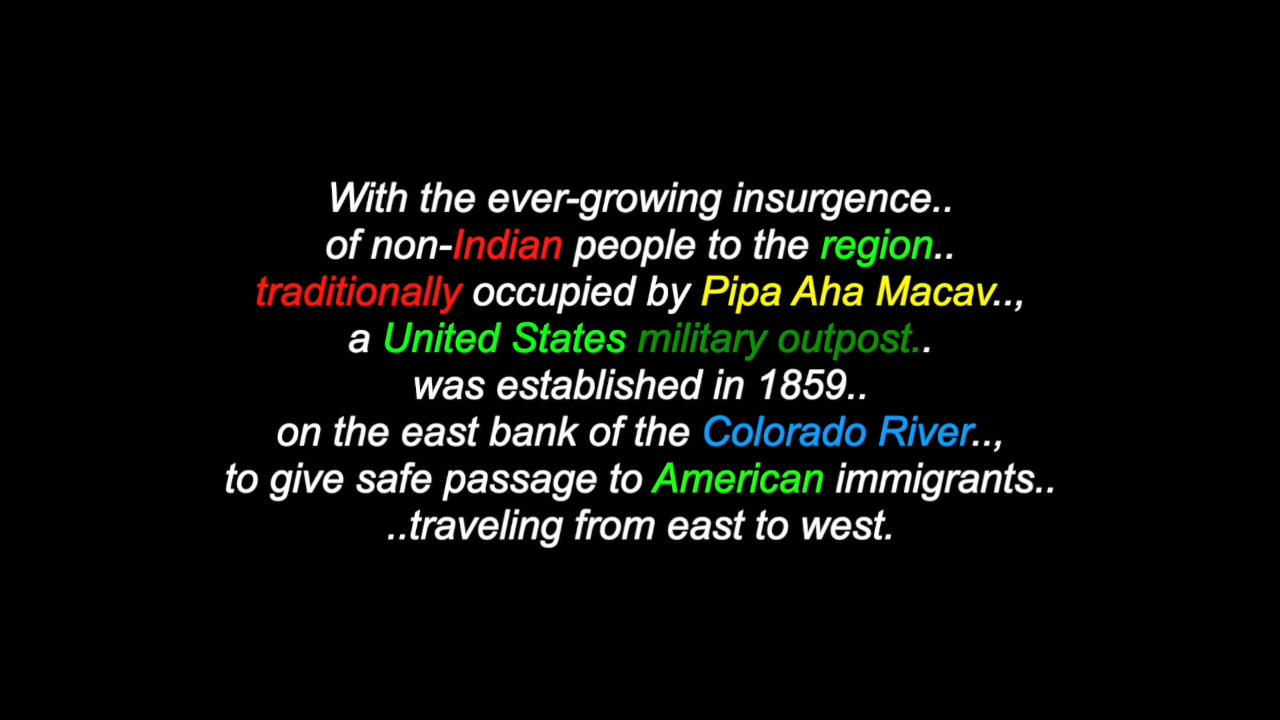 With the ever-growing insurgence..
of non-Indian people to the region..
traditionally occupied by Pipa Aha Macav..,
a United States military outpost..
was established in 1859..
on the east bank of the Colorado River..,
to give safe passage to American immigrants..
..traveling from east to west.